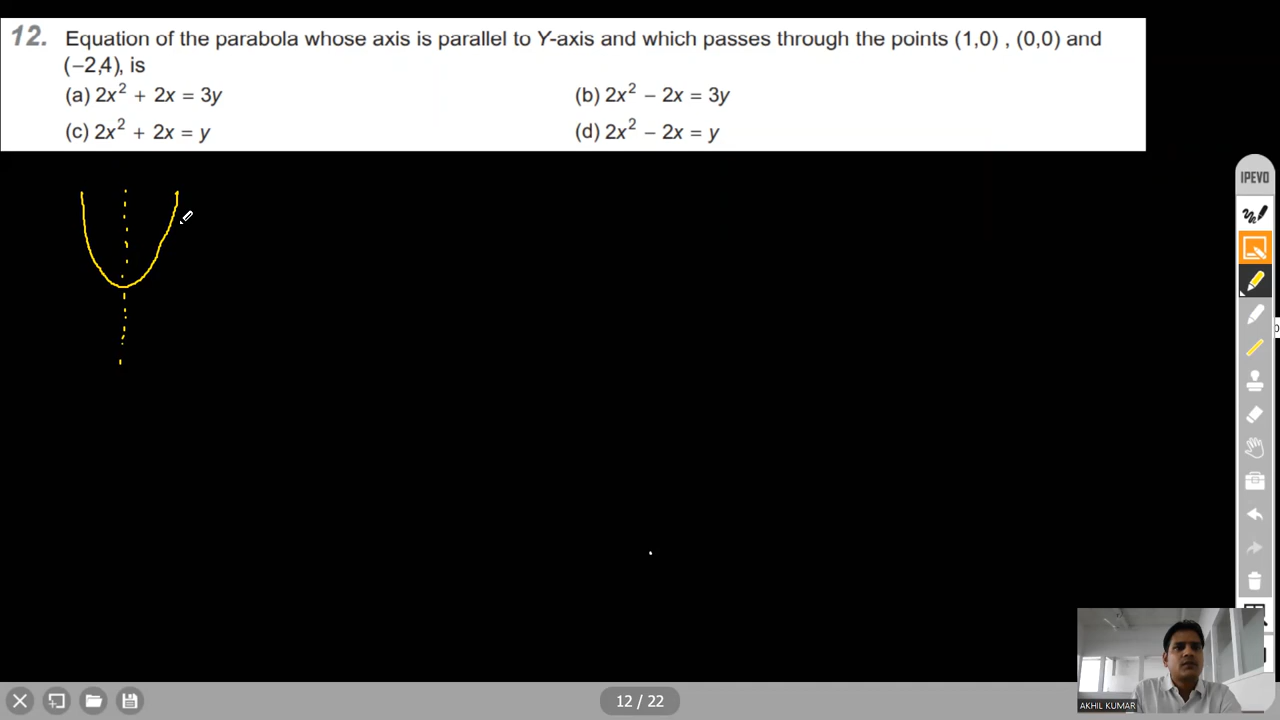 12. Equation of the parabola whose axis is parallel to Y-axis and which passes through the points (1,0) , (0,0) and
(−2,4), is
(a) 2x² + 2x = 3y
(b) 2x² − 2x = 3y
(c) 2x² + 2x = y
(d) 2x² − 2x = y
IPEVO
12 / 22
AKHIL KUMAR